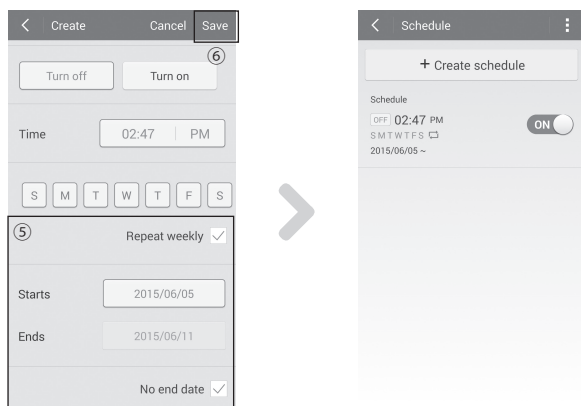 Create Cancel Save
⑥
Turn off Turn on
Time 02:47 PM
S M T W T F S
⑤ Repeat weekly
Starts 2015/06/05
Ends 2015/06/11
No end date
Schedule
+ Create schedule
Schedule
OFF 02:47 PM
S M T W T F S
ON
2015/06/05 ~